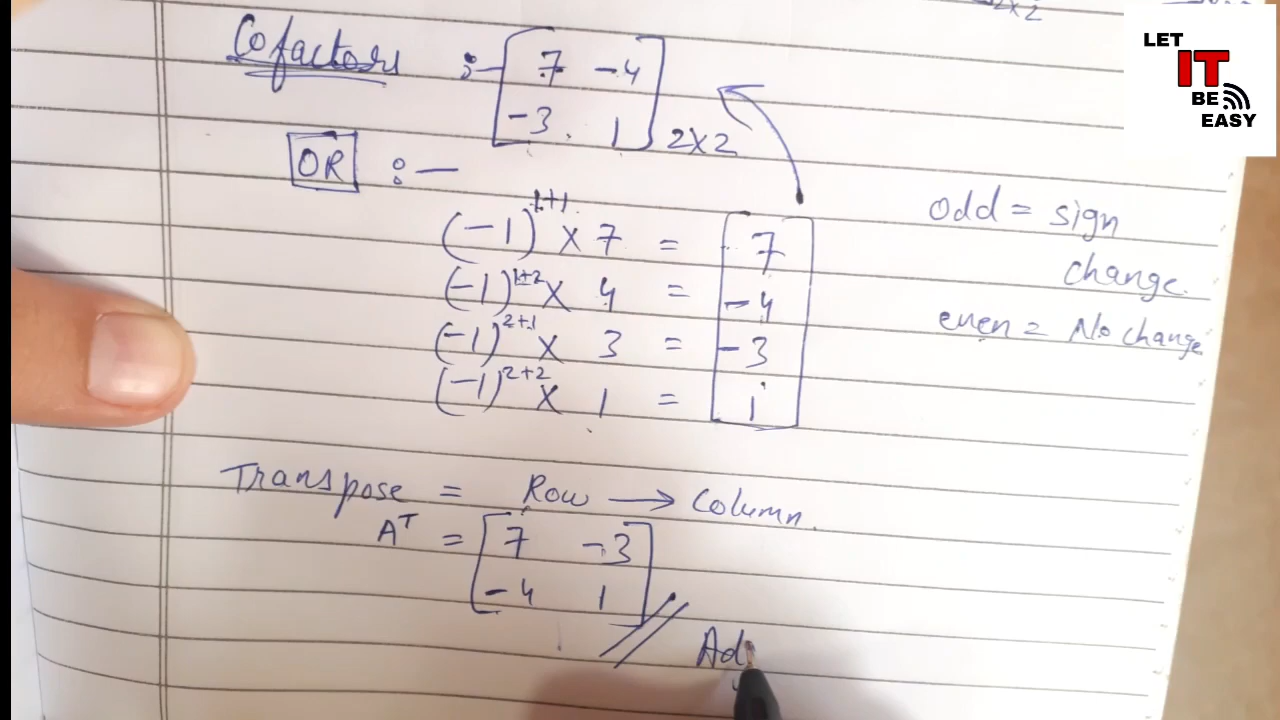 2x2
LET
IT
BE
EASY
Cofactors :- [7 -4
-3 1] 2x2
OR :-
(-1)^1+1 x 7 = 7
(-1)^1+2 x 4 = -4
(-1)^2+1 x 3 = -3
(-1)^2+2 x 1 = 1
Odd = sign
change.
even = No change
Transpose = Row → Column.
A^T = [7 -3
-4 1]
Adj